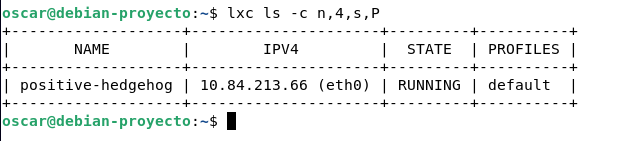 oscar@debian-proyecto:~$ lxc ls -c n,4,s,P
+-------------------+---------------------+---------+----------+
|       NAME        |        IPV4         |  STATE  | PROFILES |
+-------------------+---------------------+---------+----------+
| positive-hedgehog | 10.84.213.66 (eth0) | RUNNING | default  |
+-------------------+---------------------+---------+----------+
oscar@debian-proyecto:~$